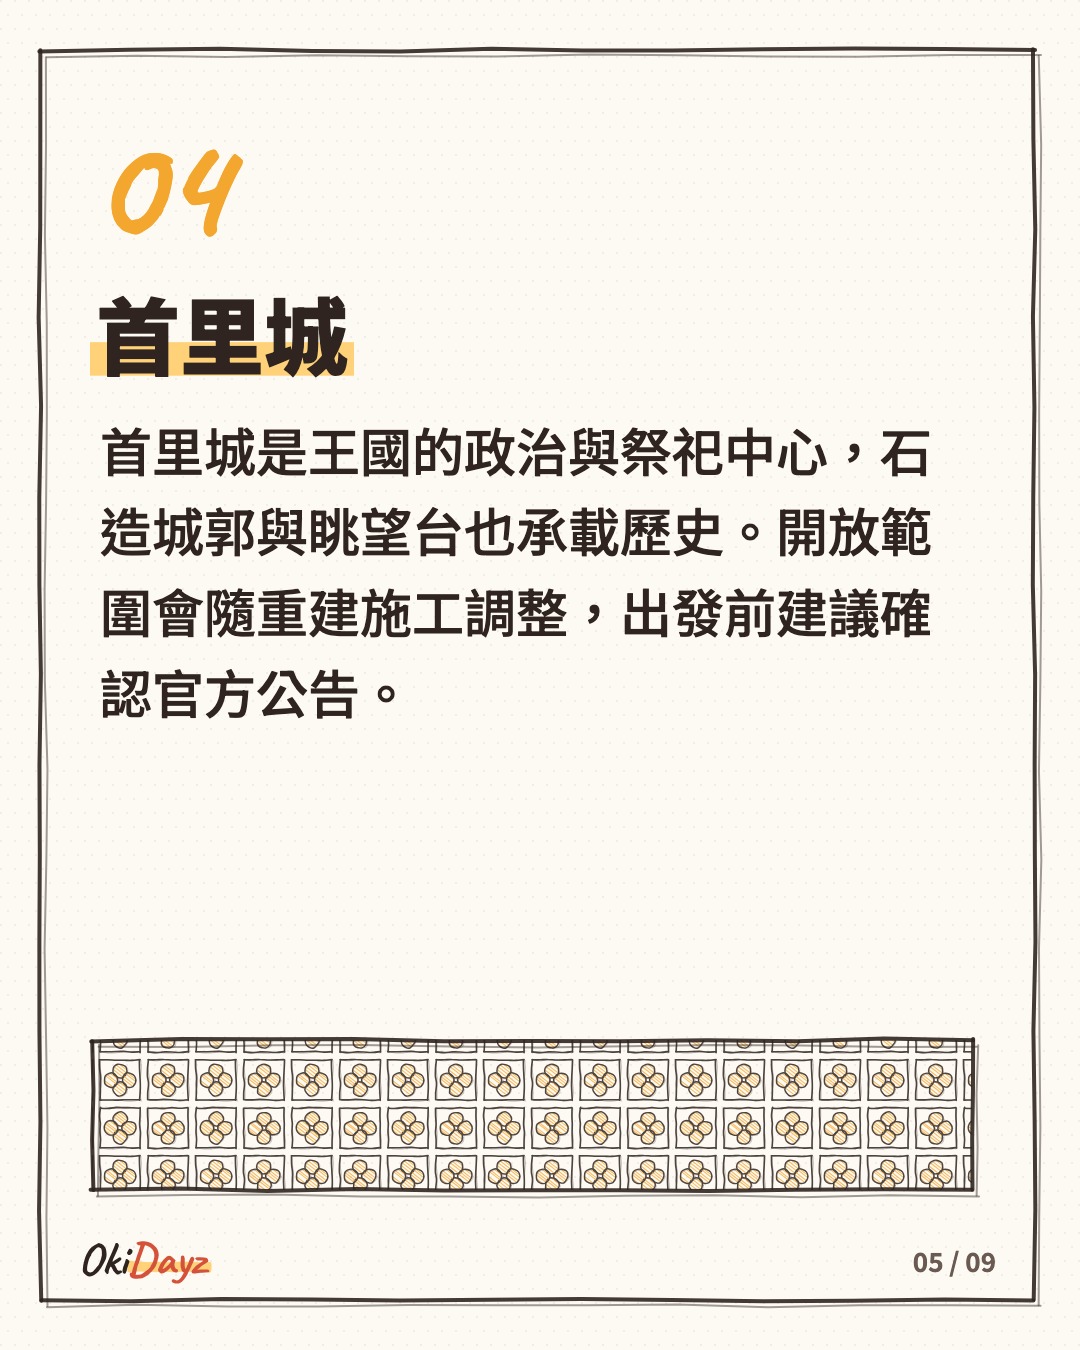 04
首里城
首里城是王國的政治與祭祀中心，石
造城郭與眺望台也承載歷史。開放範
圍會隨重建施工調整，出發前建議確
認官方公告。
OkiDayz
05 / 09